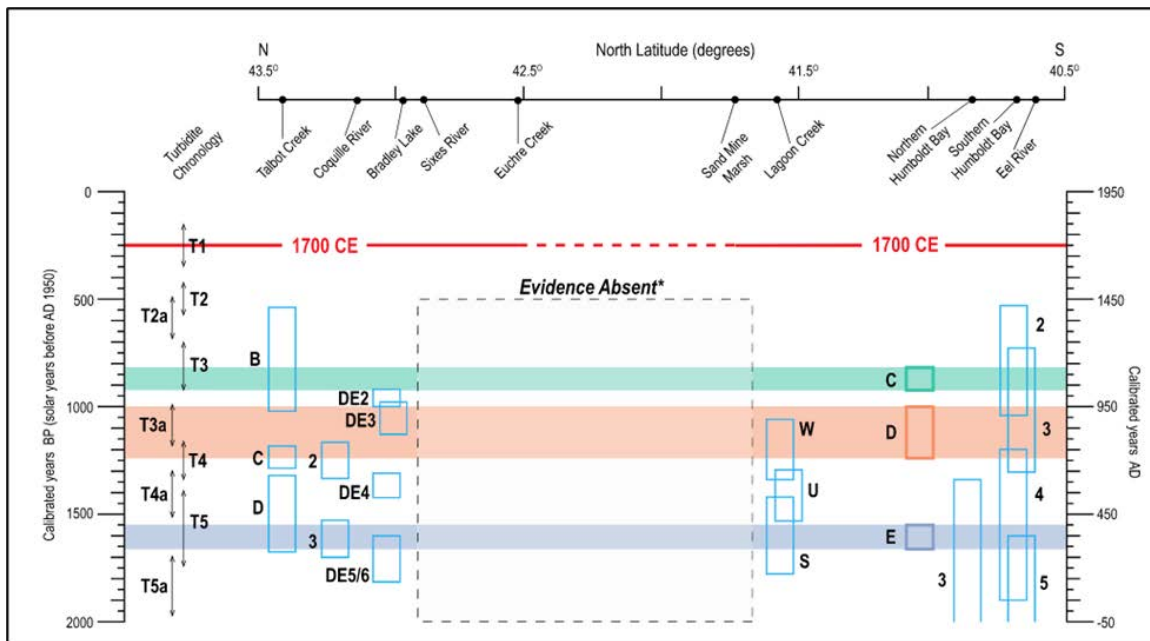 N
North Latitude (degrees)
S
43.5°
42.5°
41.5°
40.5°
Turbidite
Chronology
Talbot Creek
Coquille River
Bradley Lake
Sixes River
Euchre Creek
Sand Mine
Marsh
Lagoon Creek
Northern
Humboldt Bay
Southern
Humboldt Bay
Eel River
0
1950
T1
1700 CE
1700 CE
Evidence Absent*
500
1450
T2
T2a
2
T3
B
C
DE2
1000
950
DE3
T3a
W
D
3
T4
C
2
T4a
DE4
U
4
D
T5
1500
450
3
E
S
DE5/6
T5a
3
5
2000
-50
Calibrated years BP (solar years before AD 1950)
Calibrated years AD